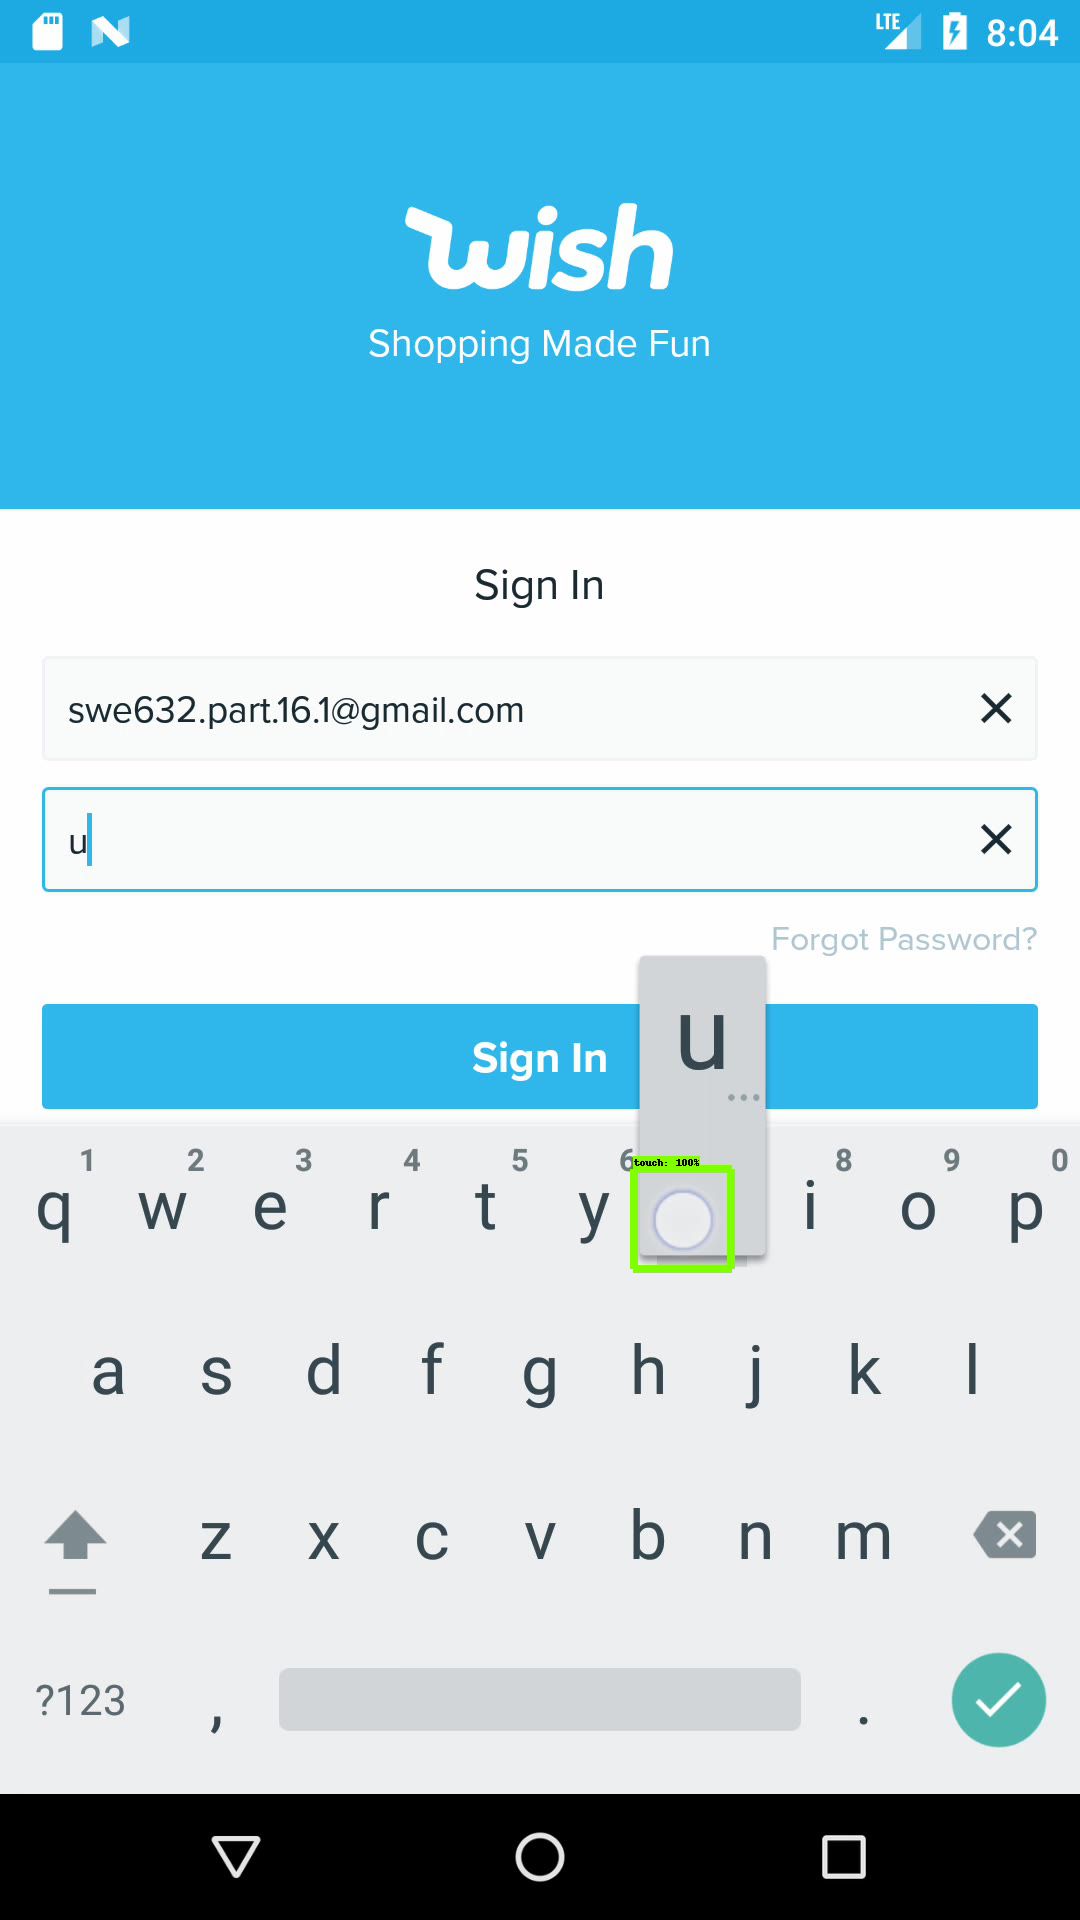 LTE 8:04
wish
Shopping Made Fun
Sign In
swe632.part.16.1@gmail.com
u
Forgot Password?
Sign In
u
...
1 2 3 4 5 6 8 9 0
touch: 100%
q w e r t y i o p
a s d f g h j k l
z x c v b n m
?123 , .